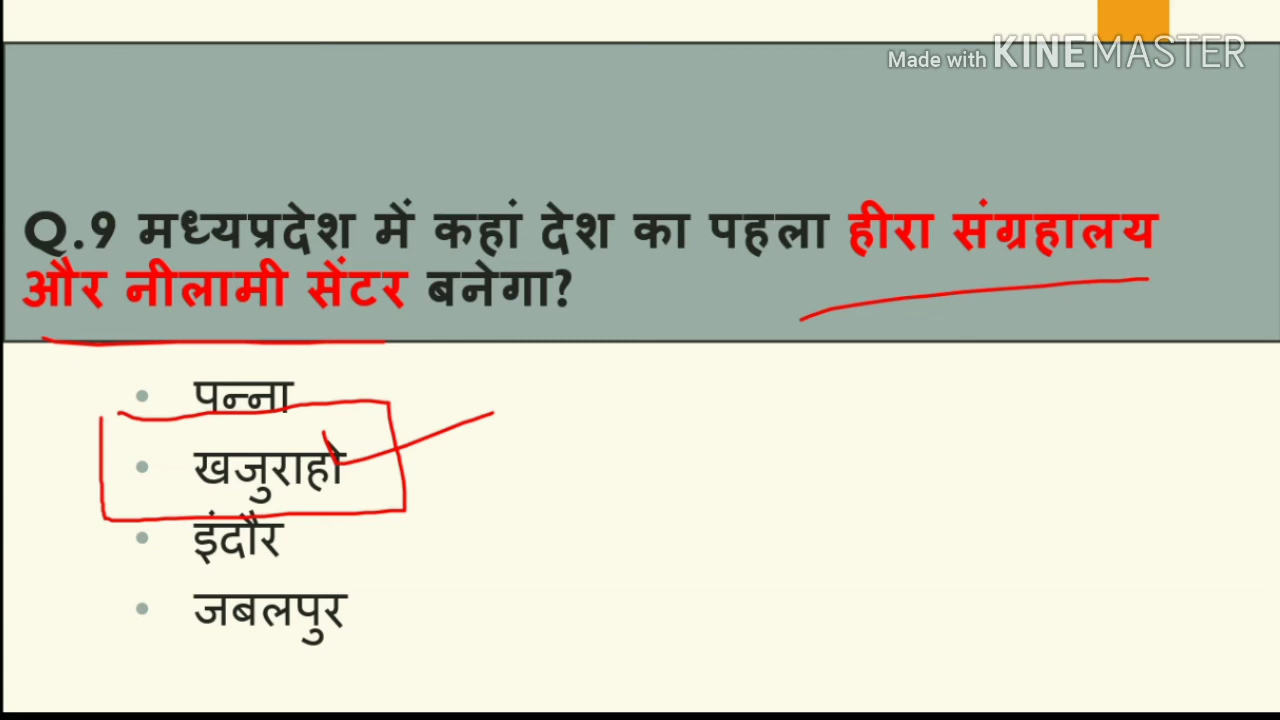 Made with KINEMASTER
Q.9 मध्यप्रदेश में कहां देश का पहला हीरा संग्रहालय
और नीलामी सेंटर बनेगा?
• पन्ना
• खजुराहो
• इंदौर
• जबलपुर